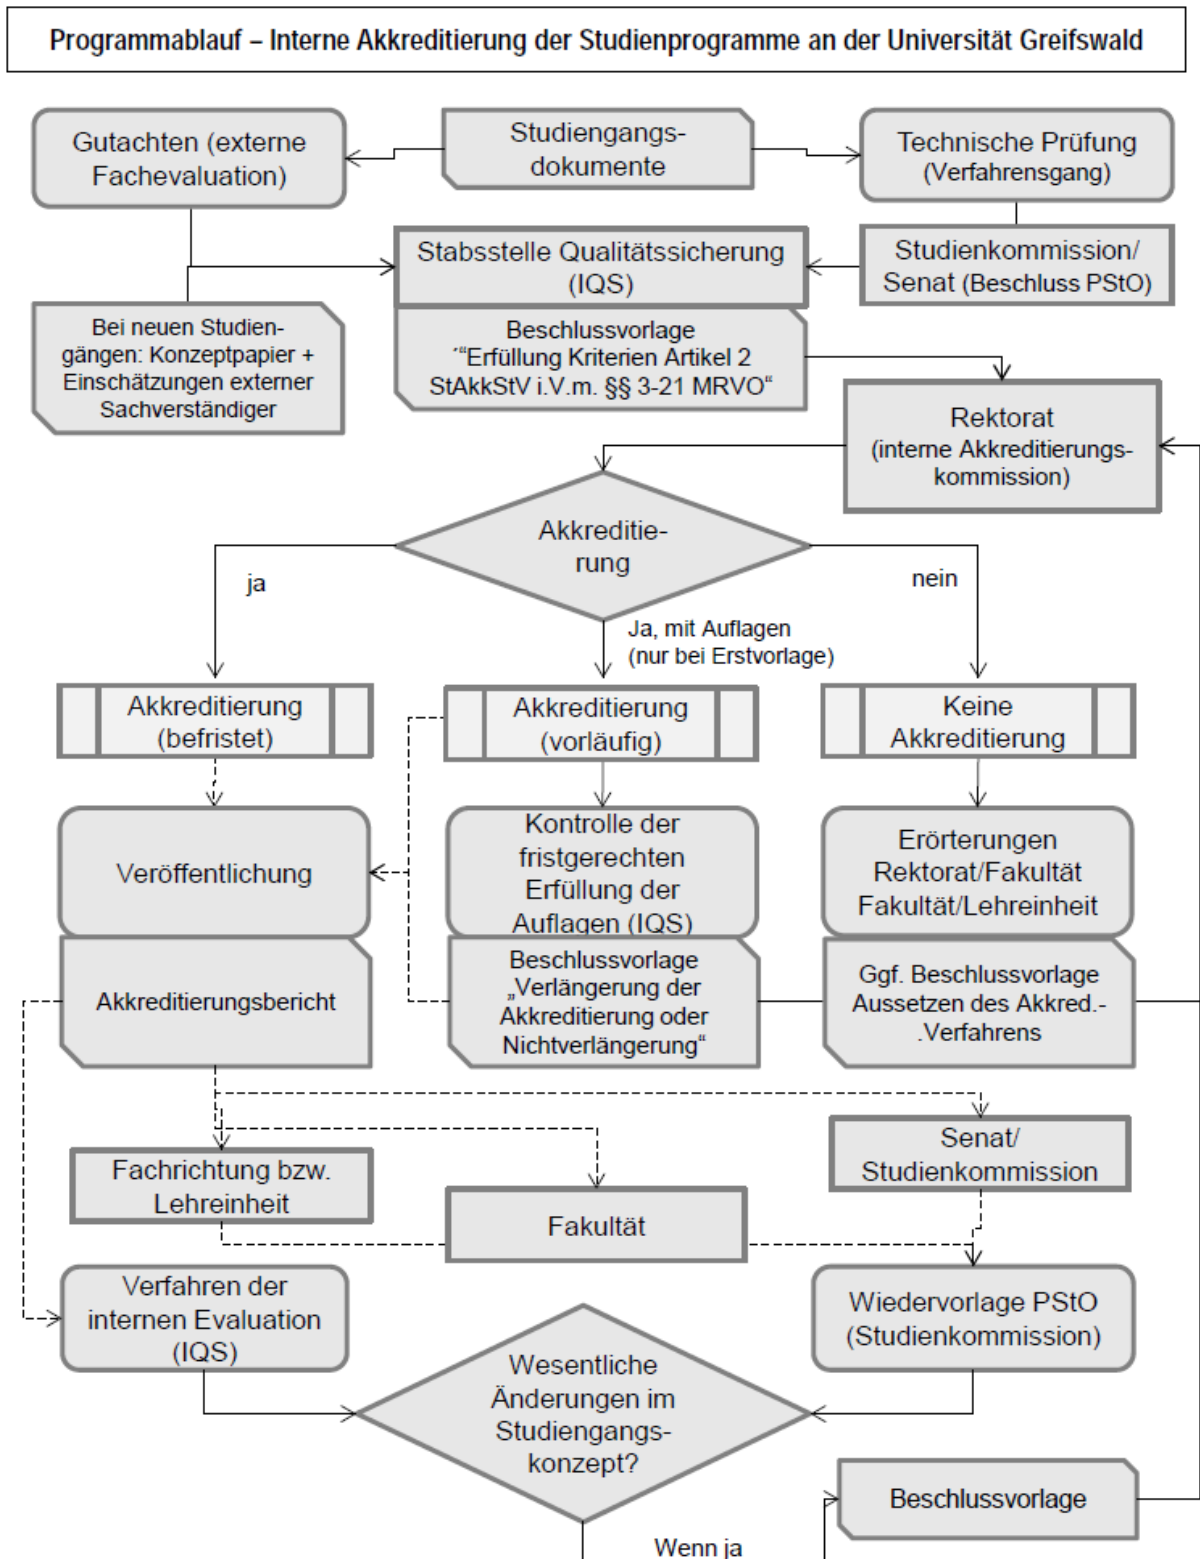 Programmablauf – Interne Akkreditierung der Studienprogramme an der Universität Greifswald
Gutachten (externe
Fachevaluation)
Studiengangs-
dokumente
Technische Prüfung
(Verfahrensgang)
Stabsstelle Qualitätssicherung
(IQS)
Studienkommission/
Senat (Beschluss PStO)
Bei neuen Studien-
gängen: Konzeptpapier +
Einschätzungen externer
Sachverständiger
Beschlussvorlage
´“Erfüllung Kriterien Artikel 2
StAkkStV i.V.m. §§ 3-21 MRVO“
Rektorat
(interne Akkreditierungs-
kommission)
Akkreditie-
rung
ja
nein
Ja, mit Auflagen
(nur bei Erstvorlage)
Akkreditierung
(befristet)
Akkreditierung
(vorläufig)
Keine
Akkreditierung
Veröffentlichung
Kontrolle der
fristgerechten
Erfüllung der
Auflagen (IQS)
Erörterungen
Rektorat/Fakultät
Fakultät/Lehreinheit
Akkreditierungsbericht
Beschlussvorlage
„Verlängerung der
Akkreditierung oder
Nichtverlängerung“
Ggf. Beschlussvorlage
Aussetzen des Akkred.-
.Verfahrens
Fachrichtung bzw.
Lehreinheit
Fakultät
Senat/
Studienkommission
Verfahren der
internen Evaluation
(IQS)
Wiedervorlage PStO
(Studienkommission)
Wesentliche
Änderungen im
Studiengangs-
konzept?
Beschlussvorlage
Wenn ja